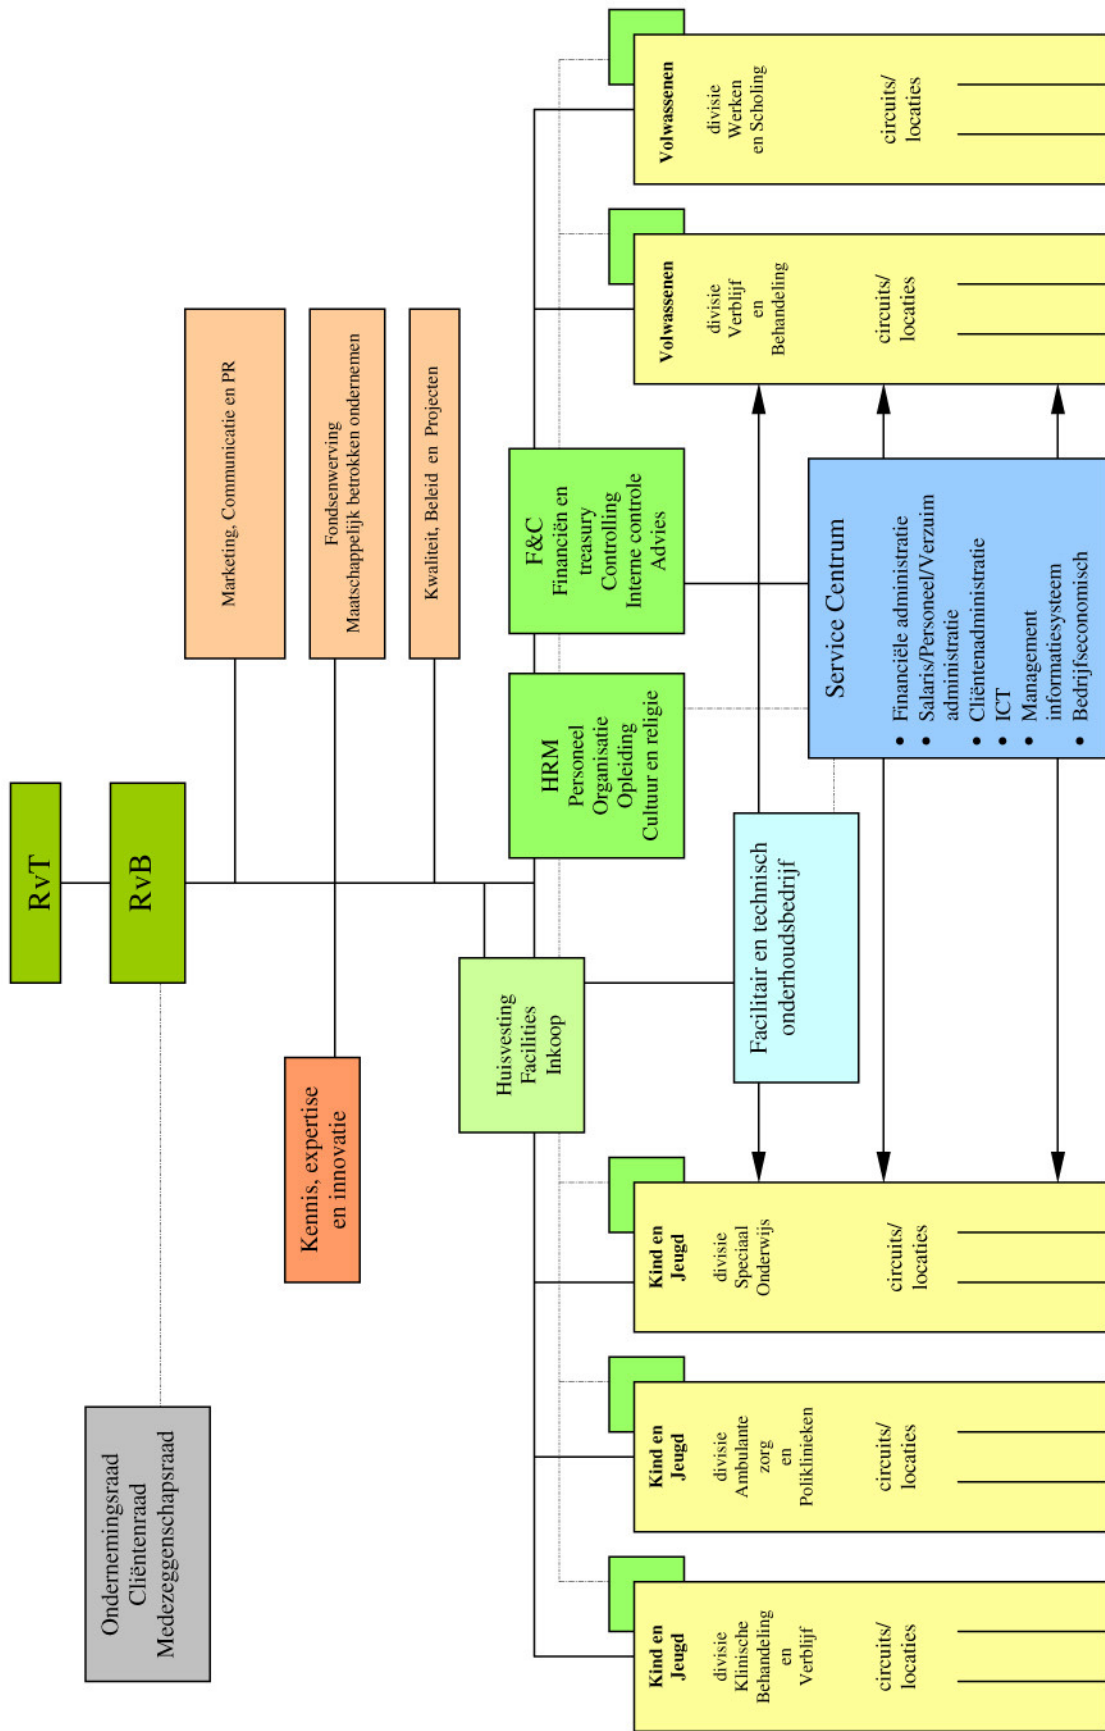 RvT
RvB
Ondernemingsraad
Cliëntenraad
Medezeggenschapsraad
Marketing, Communicatie en PR
Kennis, expertise
en innovatie
Fondsenwerving
Maatschappelijk betrokken ondernemen
Kwaliteit, Beleid en Projecten
Huisvesting
Facilities
Inkoop
HRM
Personeel
Organisatie
Opleiding
Cultuur en religie
F&C
Financiën en
treasury
Controlling
Interne controle
Advies
Kind en
Jeugd
divisie
Klinische
Behandeling
en
Verblijf
circuits/
locaties
Kind en
Jeugd
divisie
Ambulante
zorg
en
Poliklinieken
circuits/
locaties
Kind en
Jeugd
divisie
Speciaal
Onderwijs
circuits/
locaties
Facilitair en technisch
onderhoudsbedrijf
Service Centrum
• Financiële administratie
• Salaris/Personeel/Verzuim
administratie
• Cliëntenadministratie
• ICT
• Management
informatiesysteem
• Bedrijfseconomisch
Volwassenen
divisie
Verblijf
en
Behandeling
circuits/
locaties
Volwassenen
divisie
Werken
en Scholing
circuits/
locaties